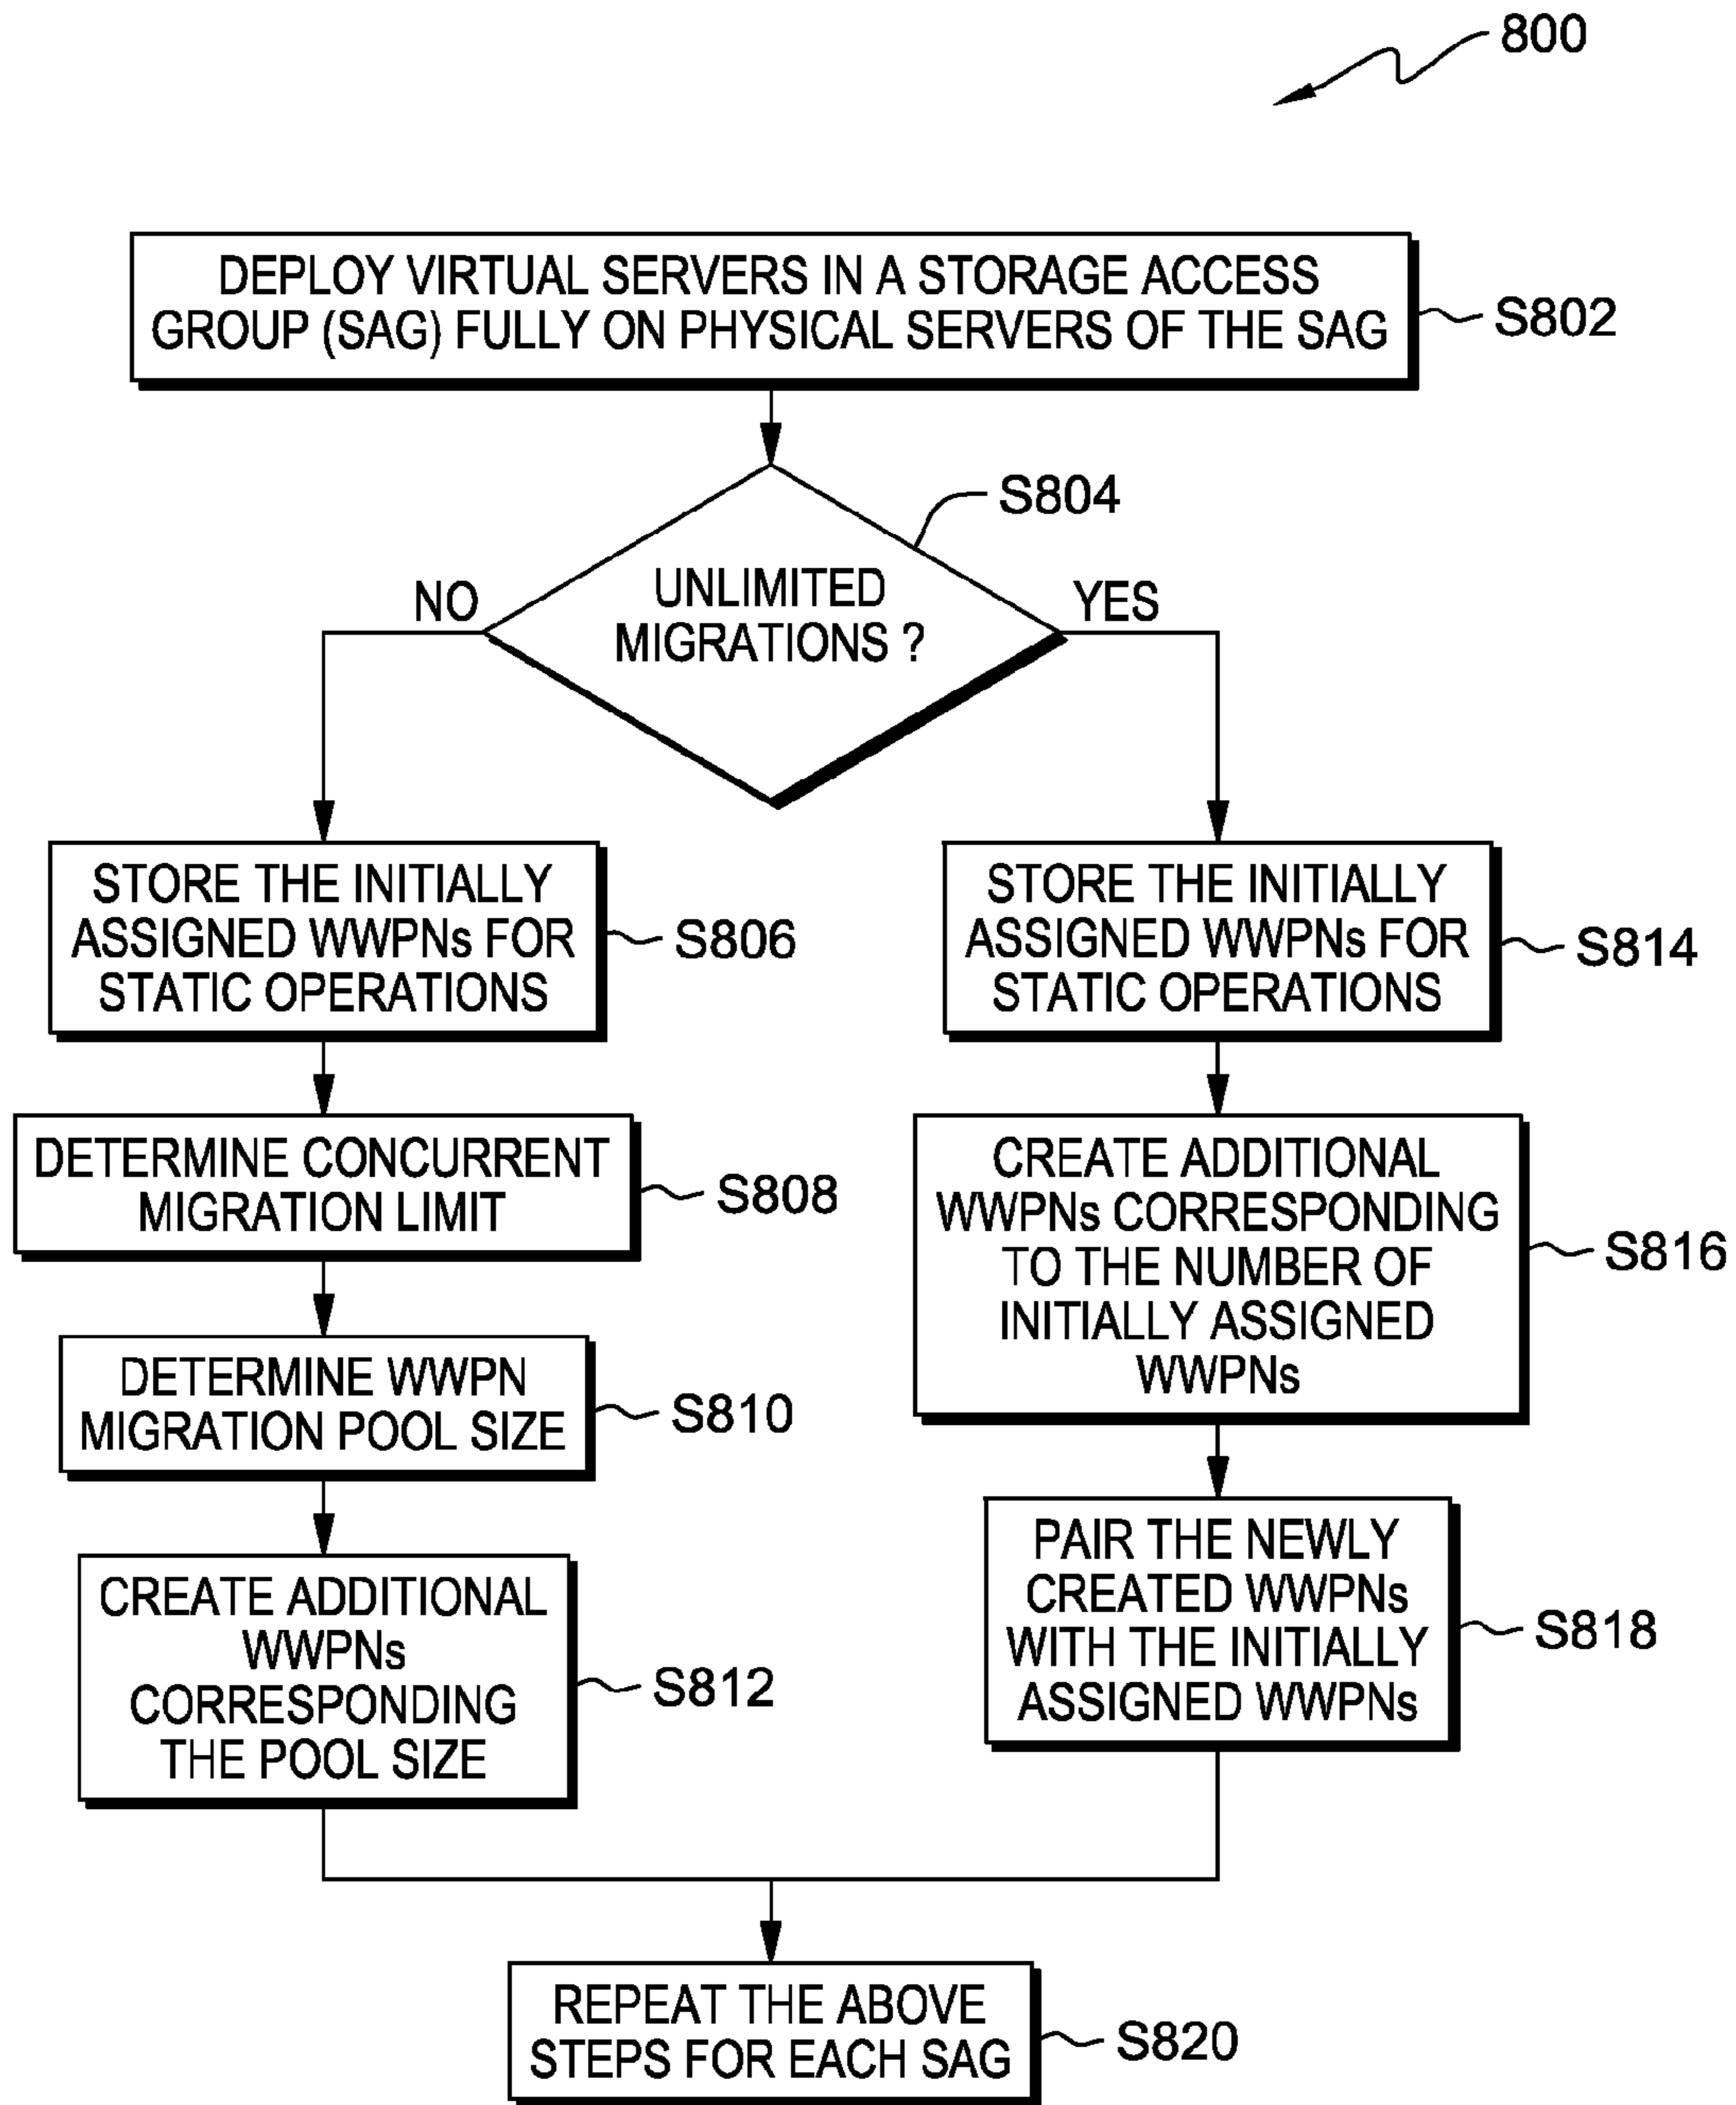 800
DEPLOY VIRTUAL SERVERS IN A STORAGE ACCESS
GROUP (SAG) FULLY ON PHYSICAL SERVERS OF THE SAG
S802
S804
UNLIMITED
MIGRATIONS ?
NO
YES
STORE THE INITIALLY
ASSIGNED WWPNs FOR
STATIC OPERATIONS
S806
DETERMINE CONCURRENT
MIGRATION LIMIT
S808
DETERMINE WWPN
MIGRATION POOL SIZE
S810
CREATE ADDITIONAL
WWPNs
CORRESPONDING
THE POOL SIZE
S812
STORE THE INITIALLY
ASSIGNED WWPNs FOR
STATIC OPERATIONS
S814
CREATE ADDITIONAL
WWPNs CORRESPONDING
TO THE NUMBER OF
INITIALLY ASSIGNED
WWPNs
S816
PAIR THE NEWLY
CREATED WWPNs
WITH THE INITIALLY
ASSIGNED WWPNs
S818
REPEAT THE ABOVE
STEPS FOR EACH SAG
S820